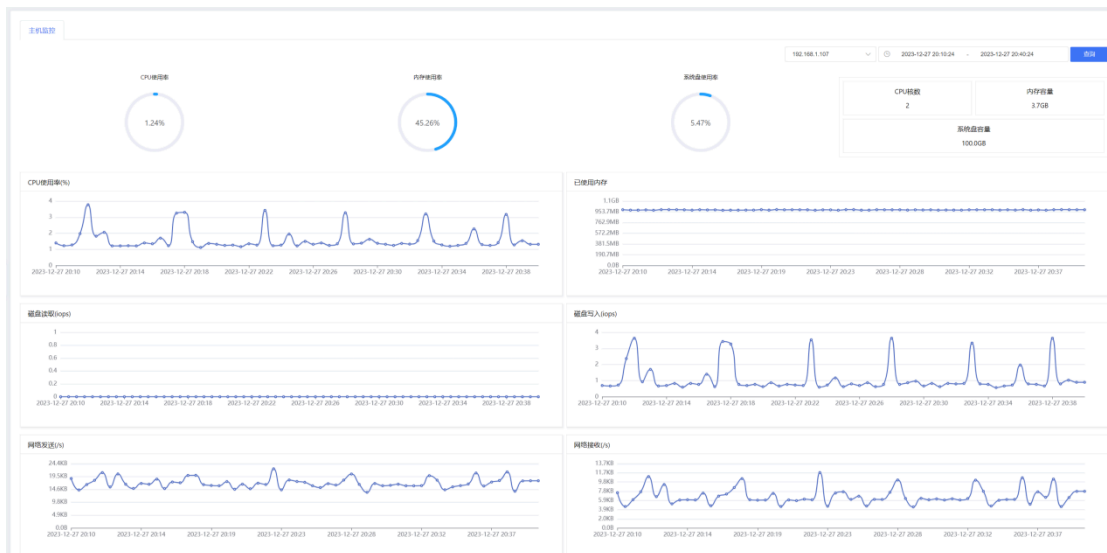 主机监控
192.168.1.107 2023-12-27 20:10:24 - 2023-12-27 20:40:24 查询
CPU使用率 内存使用率 系统盘使用率
1.24% 45.26% 5.47%
CPU核数 内存容量
2 3.7GB
系统盘容量
100.0GB
CPU使用率(%)
4
3
2
1
0
2023-12-27 20:10 2023-12-27 20:14 2023-12-27 20:18 2023-12-27 20:22 2023-12-27 20:26 2023-12-27 20:30 2023-12-27 20:34 2023-12-27 20:38
已使用内存
1.1GB
953.7MB
762.9MB
572.2MB
381.5MB
190.7MB
0.0B
2023-12-27 20:10 2023-12-27 20:14 2023-12-27 20:19 2023-12-27 20:23 2023-12-27 20:28 2023-12-27 20:32 2023-12-27 20:37
磁盘读取(iops)
1
0.8
0.6
0.4
0.2
0
2023-12-27 20:10 2023-12-27 20:14 2023-12-27 20:18 2023-12-27 20:22 2023-12-27 20:26 2023-12-27 20:30 2023-12-27 20:34 2023-12-27 20:38
磁盘写入(iops)
4
3
2
1
0
2023-12-27 20:10 2023-12-27 20:14 2023-12-27 20:18 2023-12-27 20:22 2023-12-27 20:26 2023-12-27 20:30 2023-12-27 20:34 2023-12-27 20:38
网络发送(/s)
24.4KB
19.5KB
14.6KB
9.8KB
4.9KB
0.0B
2023-12-27 20:10 2023-12-27 20:14 2023-12-27 20:19 2023-12-27 20:23 2023-12-27 20:28 2023-12-27 20:32 2023-12-27 20:37
网络接收(/s)
13.7KB
11.7KB
9.8KB
7.8KB
5.9KB
3.9KB
2.0KB
0.0B
2023-12-27 20:10 2023-12-27 20:14 2023-12-27 20:19 2023-12-27 20:23 2023-12-27 20:28 2023-12-27 20:32 2023-12-27 20:37